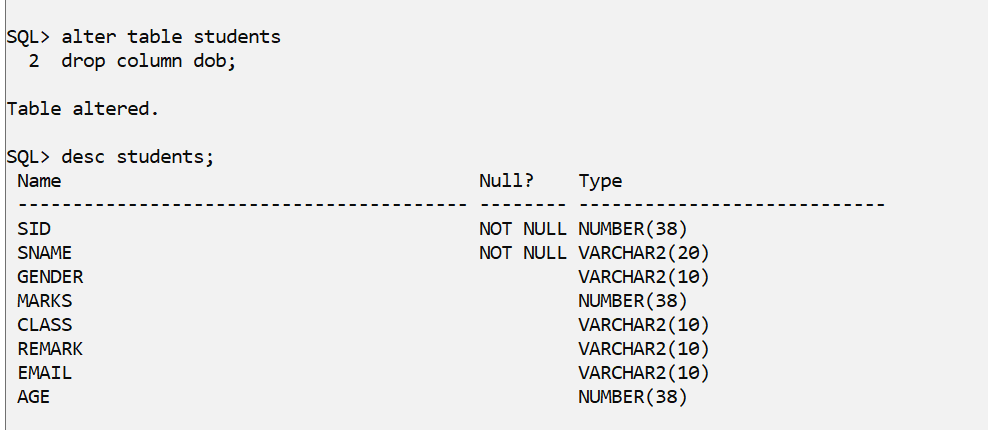 SQL> alter table students
  2  drop column dob;
Table altered.
SQL> desc students;
 Name                                      Null?    Type
 ----------------------------------------- -------- ----------------------------
 SID                                       NOT NULL NUMBER(38)
 SNAME                                     NOT NULL VARCHAR2(20)
 GENDER                                             VARCHAR2(10)
 MARKS                                              NUMBER(38)
 CLASS                                              VARCHAR2(10)
 REMARK                                             VARCHAR2(10)
 EMAIL                                              VARCHAR2(10)
 AGE                                                NUMBER(38)